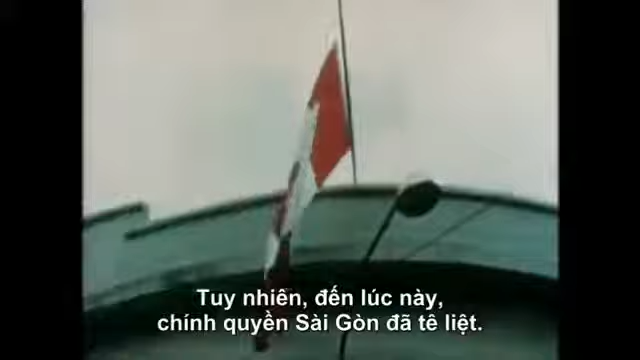 Tuy nhiên, đến lúc này,
chính quyền Sài Gòn đã tê liệt.